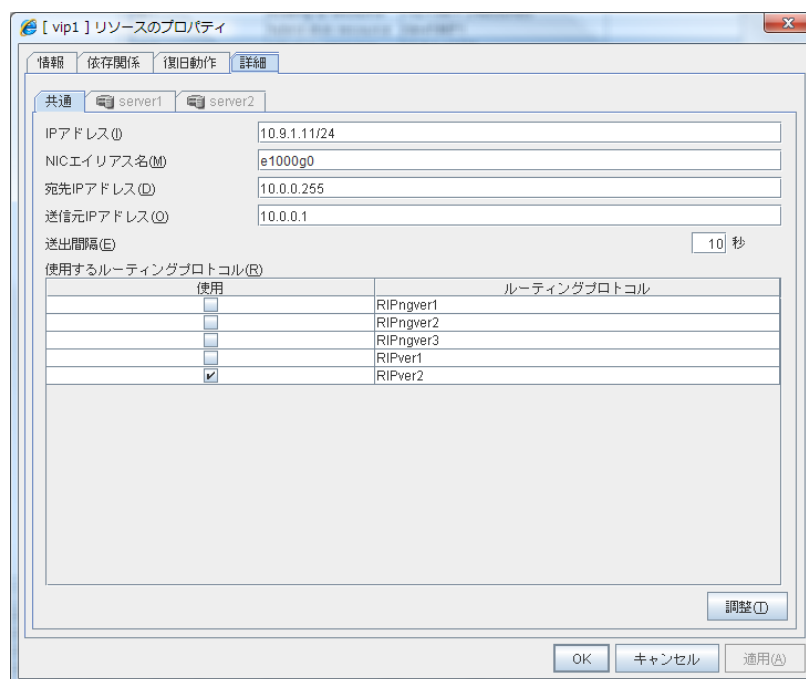 [ vip1 ] リソースのプロパティ
情報 依存関係 復旧動作 詳細
共通 server1 server2
IPアドレス(I) 10.9.1.11/24
NICエイリアス名(M) e1000g0
宛先IPアドレス(D) 10.0.0.255
送信元IPアドレス(O) 10.0.0.1
送出間隔(E) 10 秒
使用するルーティングプロトコル(R)
使用 ルーティングプロトコル
RIPngver1
RIPngver2
RIPngver3
RIPver1
RIPver2
調整(T)
OK キャンセル 適用(A)